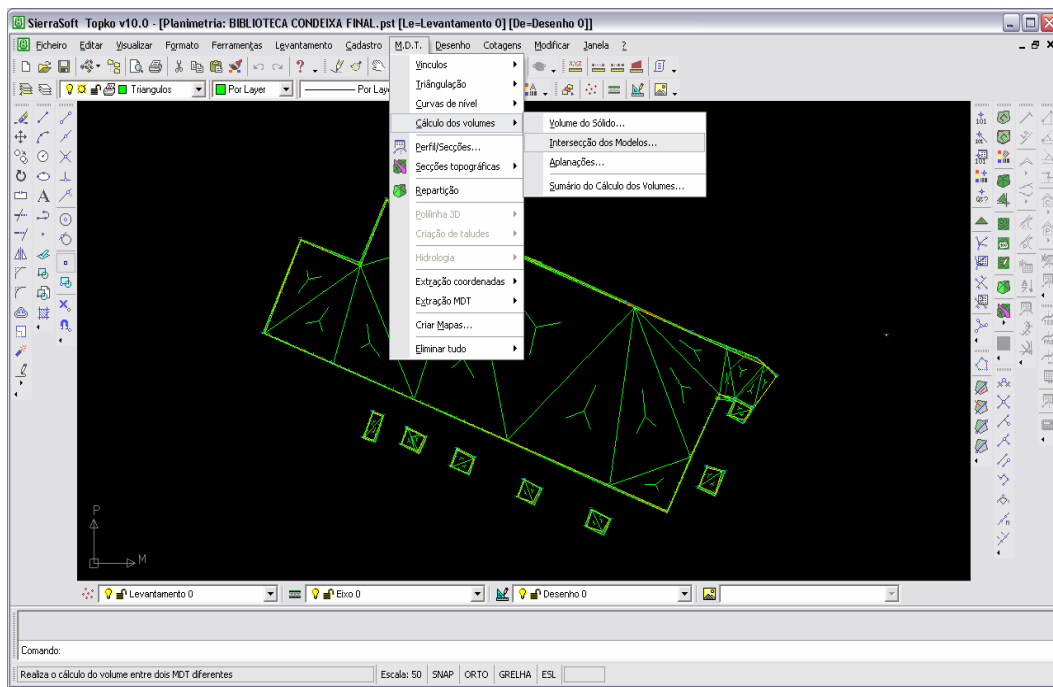 SierraSoft Topko v10.0 - [Planimetria: BIBLIOTECA CONDEIXA FINAL.pst [Le=Levantamento 0] [De=Desenho 0]]
Ficheiro Editar Visualizar Formato Ferramentas Levantamento Cadastro M.D.T. Desenho Cotagens Modificar Janela ?
Triangulos Por Layer Por Lay
Vinculos
Triângulação
Curvas de nível
Cálculo dos volumes
Perfil/Secções...
Secções topográficas
Repartição
Polilinha 3D
Criação de taludes
Hidrologia
Extração coordenadas
Extração MDT
Criar Mapas...
Eliminar tudo
Volume do Sólido...
Intersecção dos Modelos...
Aplanações...
Sumário do Cálculo dos Volumes...
P
M
Levantamento 0 Eixo 0 Desenho 0
Comando:
Realiza o cálculo do volume entre dois MDT diferentes Escala: 50 SNAP ORTO GRELHA ESL